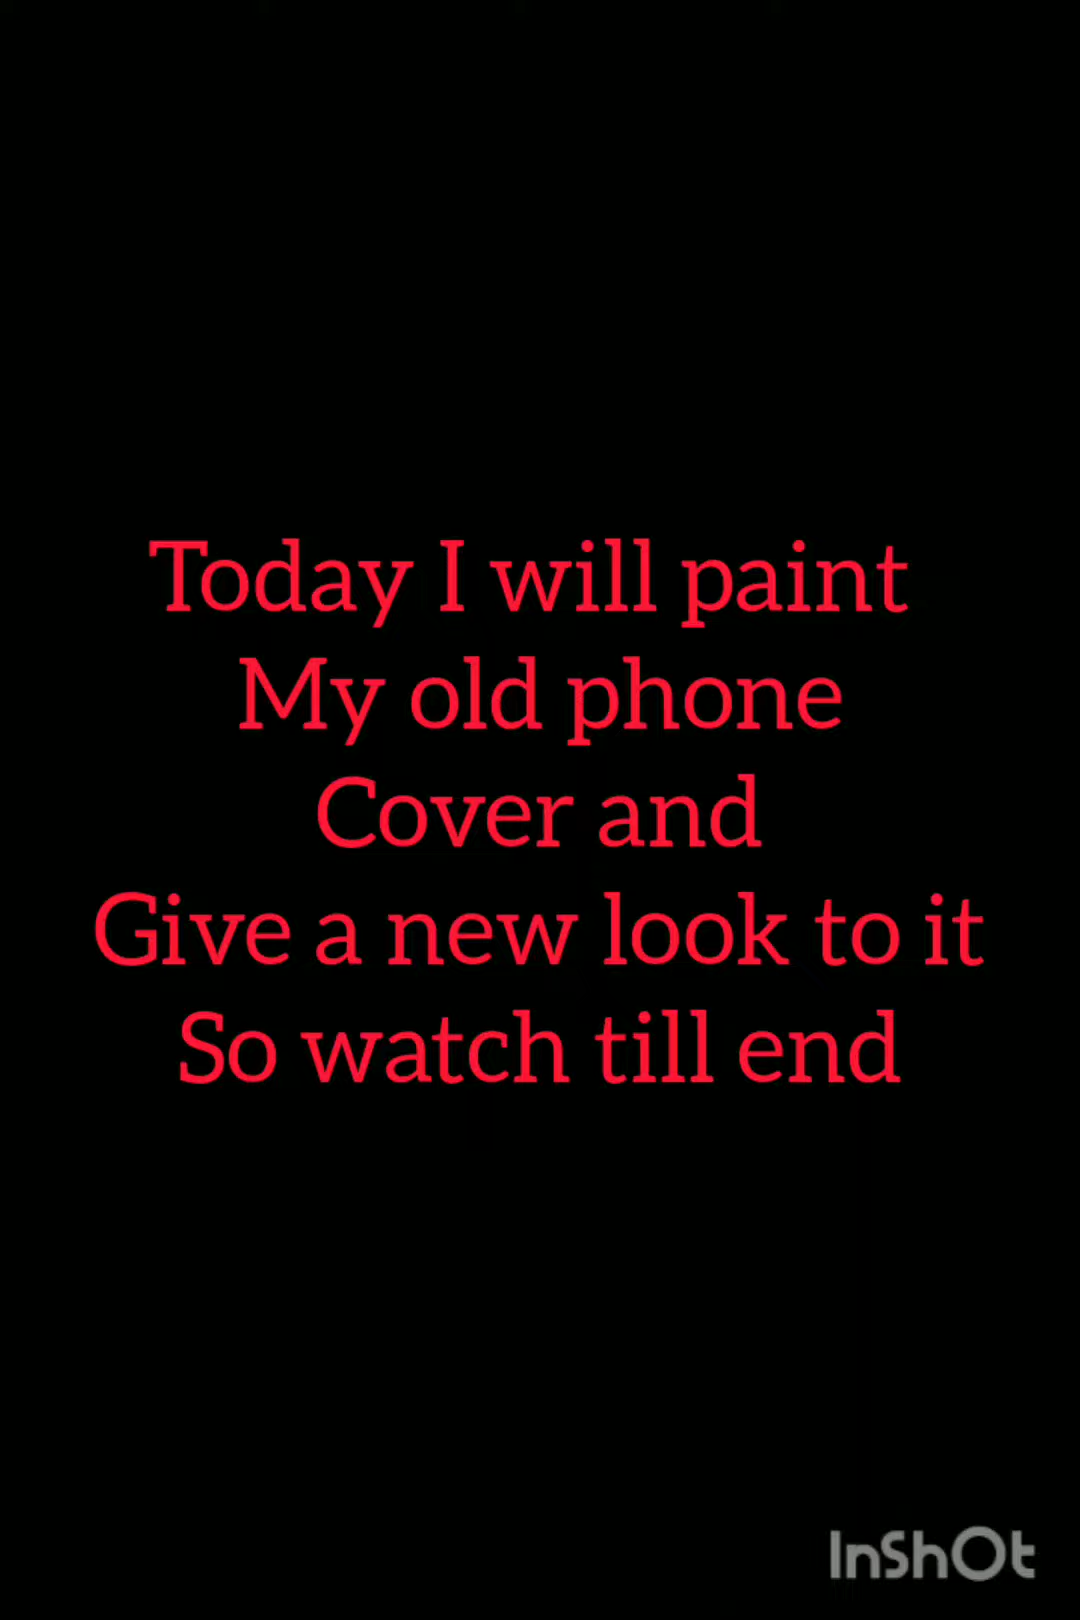 Today I will paint
My old phone
Cover and
Give a new look to it
So watch till end
InShOt